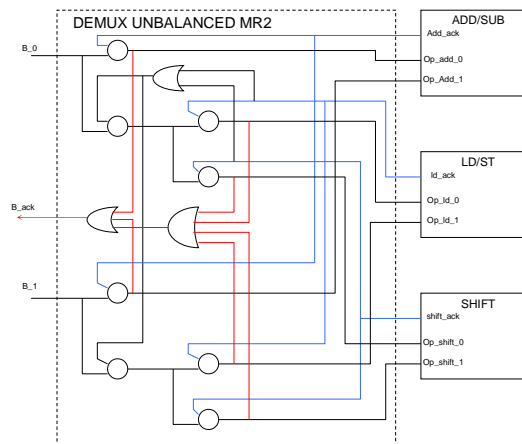 DEMUX UNBALANCED MR2
ADD/SUB
Add_ack
B_0
Op_add_0
Op_Add_1
LD/ST
ld_ack
Op_ld_0
B_ack
Op_ld_1
B_1
SHIFT
shift_ack
Op_shift_0
Op_shift_1